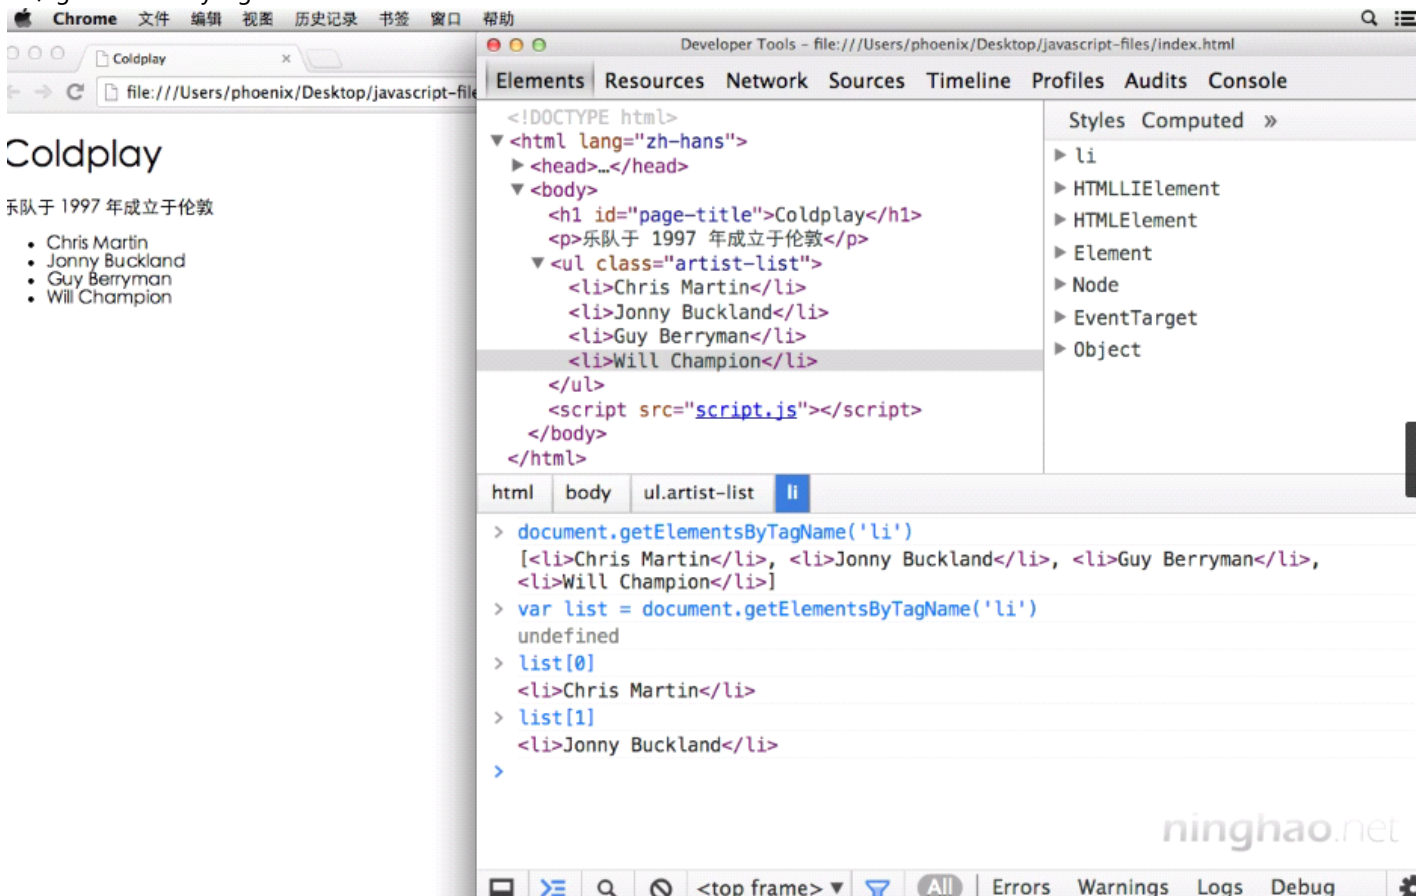 Chrome 文件 编辑 视图 历史记录 书签 窗口 帮助
Coldplay
file:///Users/phoenix/Desktop/javascript-file
Coldplay
乐队于 1997 年成立于伦敦
• Chris Martin
• Jonny Buckland
• Guy Berryman
• Will Champion
Developer Tools - file:///Users/phoenix/Desktop/javascript-files/index.html
Elements Resources Network Sources Timeline Profiles Audits Console
<!DOCTYPE html>
▼<html lang="zh-hans">
▶<head>…</head>
▼<body>
<h1 id="page-title">Coldplay</h1>
<p>乐队于 1997 年成立于伦敦</p>
▼<ul class="artist-list">
<li>Chris Martin</li>
<li>Jonny Buckland</li>
<li>Guy Berryman</li>
<li>Will Champion</li>
</ul>
<script src="script.js"></script>
</body>
</html>
Styles Computed »
▶ li
▶ HTMLLIElement
▶ HTMLElement
▶ Element
▶ Node
▶ EventTarget
▶ Object
html body ul.artist-list li
> document.getElementsByTagName('li')
[<li>Chris Martin</li>, <li>Jonny Buckland</li>, <li>Guy Berryman</li>,
<li>Will Champion</li>]
> var list = document.getElementsByTagName('li')
undefined
> list[0]
<li>Chris Martin</li>
> list[1]
<li>Jonny Buckland</li>
>
ninghao.net
<top frame> ▼ All Errors Warnings Logs Debug